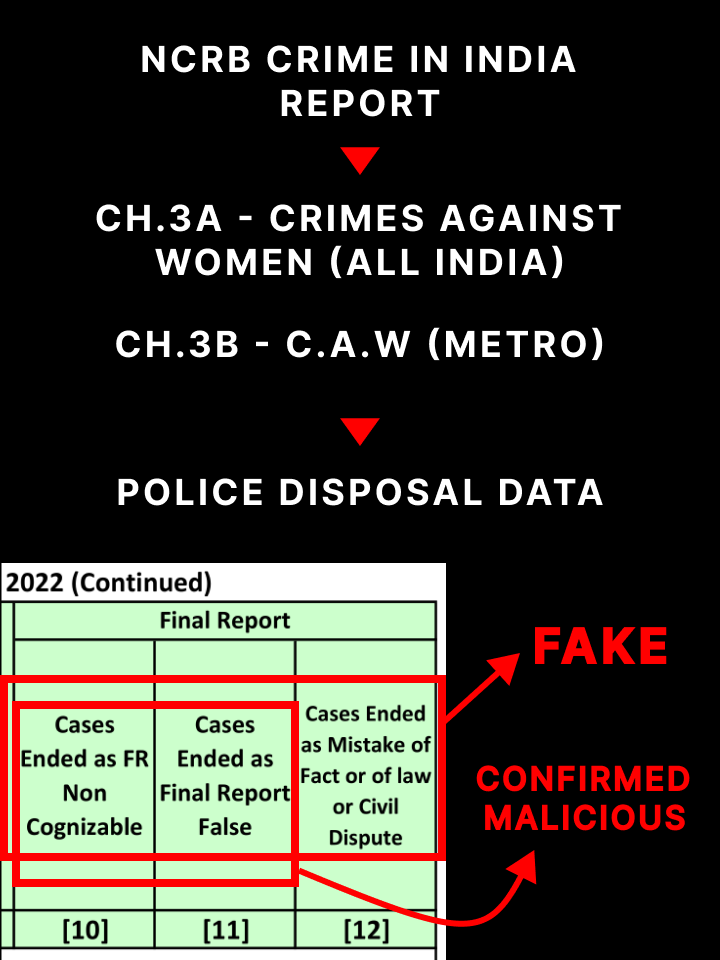 NCRB CRIME IN INDIA
REPORT
CH.3A - CRIMES AGAINST
WOMEN (ALL INDIA)
CH.3B - C.A.W (METRO)
POLICE DISPOSAL DATA
2022 (Continued)
Final Report
Cases
Ended as FR
Non
Cognizable
Cases
Ended as
Final Report
False
Cases Ended
as Mistake of
Fact or of law
or Civil
Dispute
[10] [11] [12]
FAKE
CONFIRMED
MALICIOUS